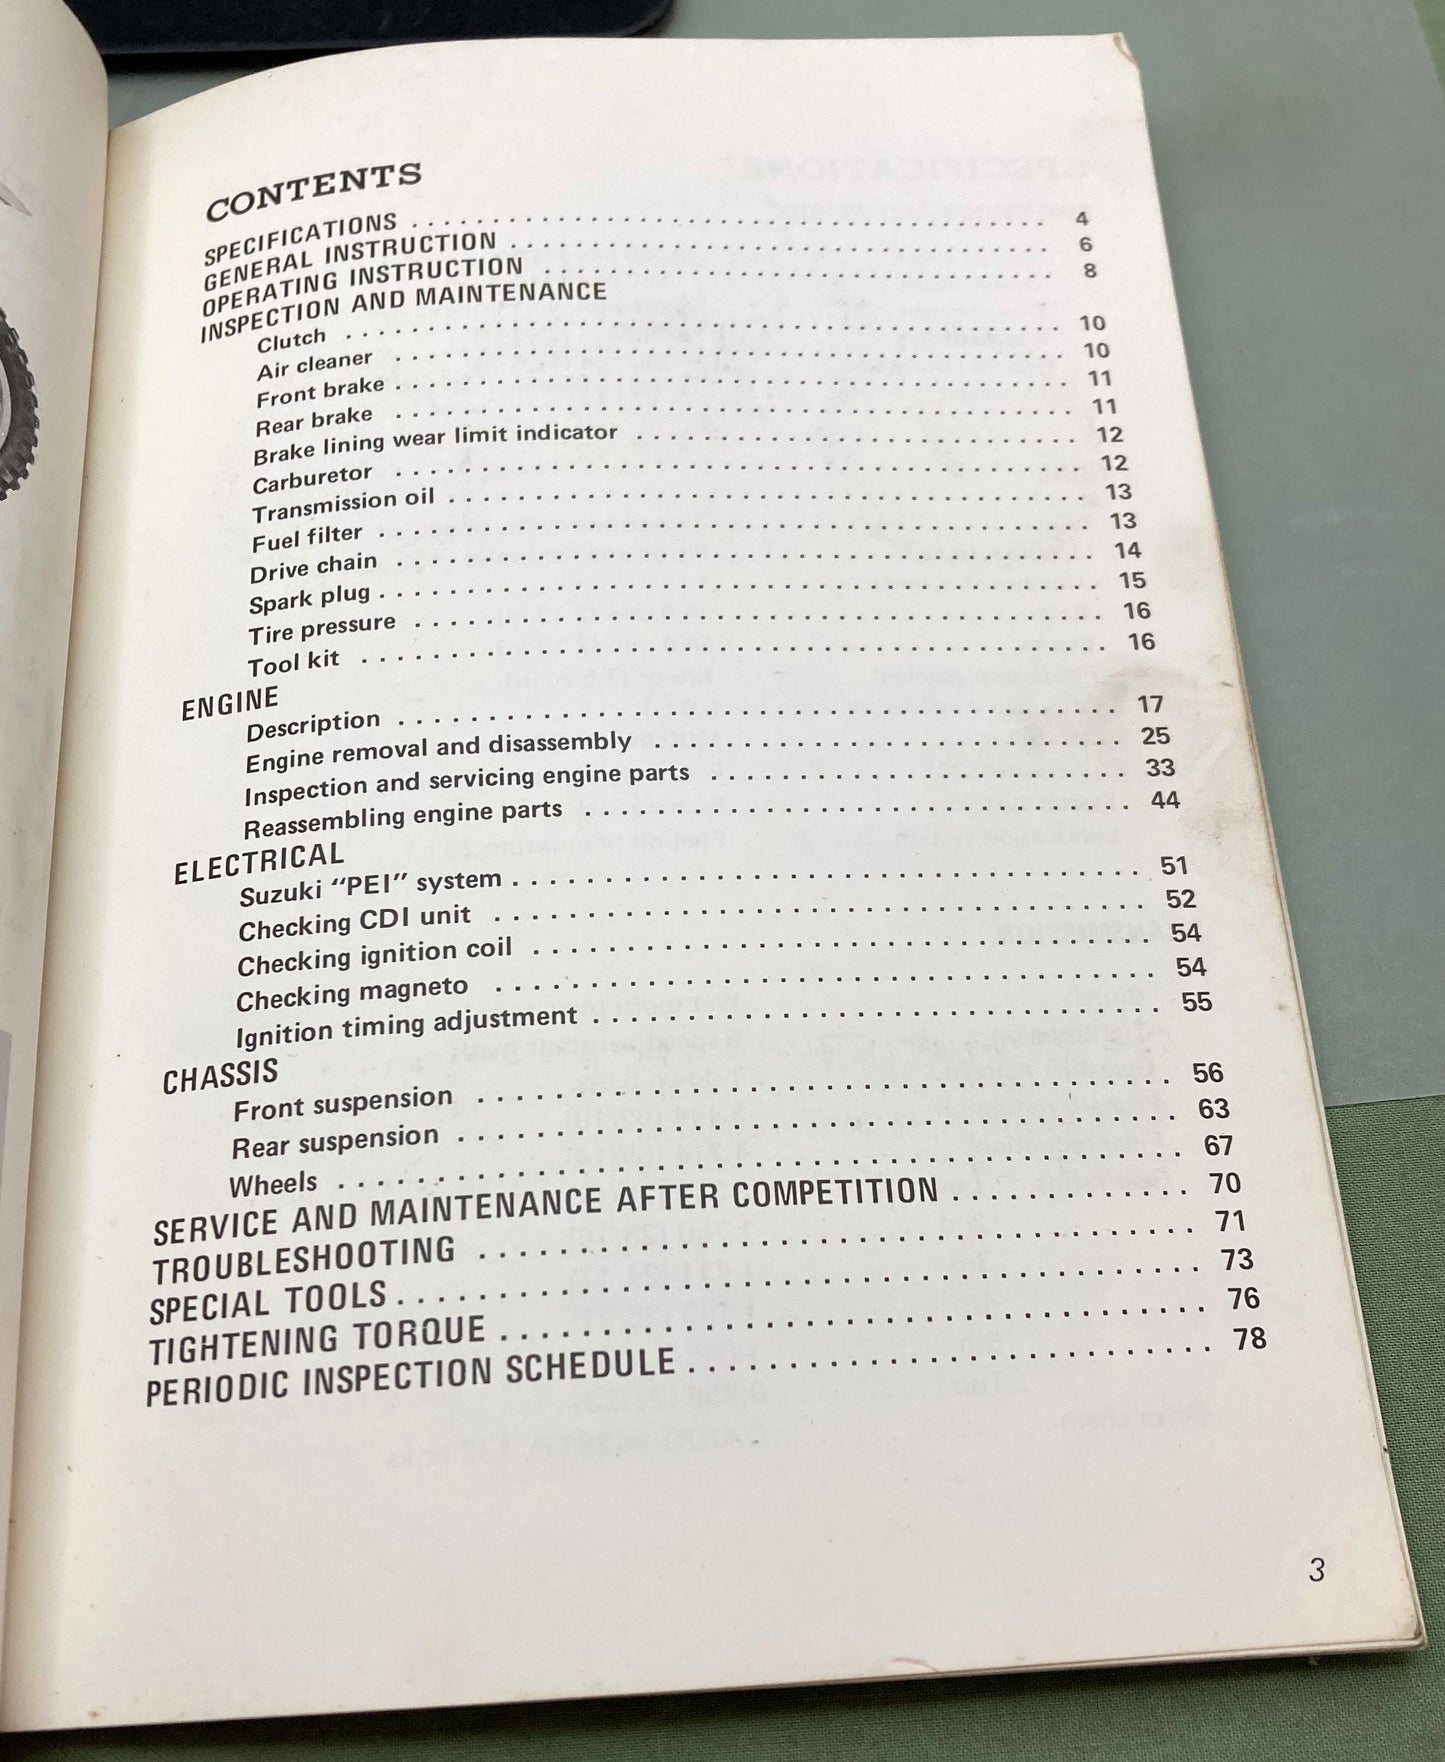 CONTENTS
SPECIFICATIONS . . . . . . . . . . . . . . . . . . . . 4
GENERAL INSTRUCTION . . . . . . . . . . . . . . . . . . . . 6
OPERATING INSTRUCTION . . . . . . . . . . . . . . . . . . . . 8
INSPECTION AND MAINTENANCE
Clutch . . . . . . . . . . . . . . . . . . . . 10
Air cleaner . . . . . . . . . . . . . . . . . . . . 10
Front brake . . . . . . . . . . . . . . . . . . . . 11
Rear brake . . . . . . . . . . . . . . . . . . . . 11
Brake lining wear limit indicator . . . . . . . . . . . . . . . . . . . . 12
Carburetor . . . . . . . . . . . . . . . . . . . . 12
Transmission oil . . . . . . . . . . . . . . . . . . . . 13
Fuel filter . . . . . . . . . . . . . . . . . . . . 13
Drive chain . . . . . . . . . . . . . . . . . . . . 14
Spark plug . . . . . . . . . . . . . . . . . . . . 15
Tire pressure . . . . . . . . . . . . . . . . . . . . 16
Tool kit . . . . . . . . . . . . . . . . . . . . 16
ENGINE
Description . . . . . . . . . . . . . . . . . . . . 17
Engine removal and disassembly . . . . . . . . . . . . . . . . . . . . 25
Inspection and servicing engine parts . . . . . . . . . . . . . . . . . . . . 33
Reassembling engine parts . . . . . . . . . . . . . . . . . . . . 44
ELECTRICAL
Suzuki "PEI" system . . . . . . . . . . . . . . . . . . . . 51
Checking CDI unit . . . . . . . . . . . . . . . . . . . . 52
Checking ignition coil . . . . . . . . . . . . . . . . . . . . 54
Checking magneto . . . . . . . . . . . . . . . . . . . . 54
Ignition timing adjustment . . . . . . . . . . . . . . . . . . . . 55
CHASSIS
Front suspension . . . . . . . . . . . . . . . . . . . . 56
Rear suspension . . . . . . . . . . . . . . . . . . . . 63
Wheels . . . . . . . . . . . . . . . . . . . . 67
SERVICE AND MAINTENANCE AFTER COMPETITION . . . . . . . . . . . . . 70
TROUBLESHOOTING . . . . . . . . . . . . . . . . . . . . 71
SPECIAL TOOLS . . . . . . . . . . . . . . . . . . . . 73
TIGHTENING TORQUE . . . . . . . . . . . . . . . . . . . . 76
PERIODIC INSPECTION SCHEDULE . . . . . . . . . . . . . . . . . . . . 78
3